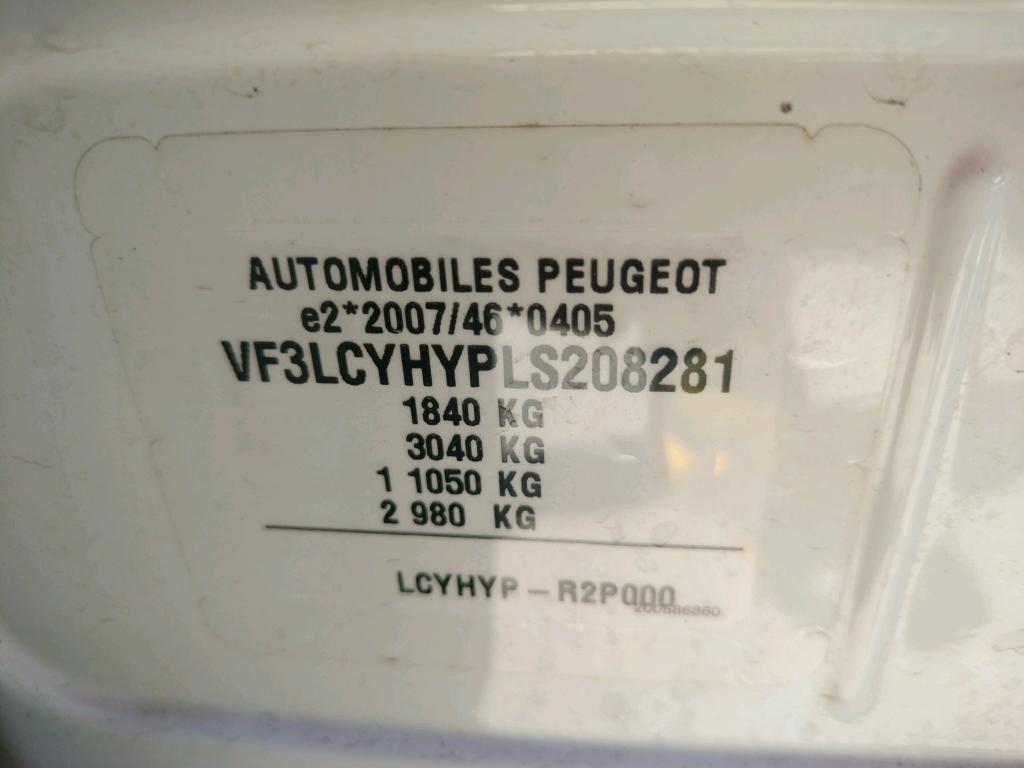 AUTOMOBILES PEUGEOT
e2*2007/46*0405
VF3LCYHYPLS208281
1840 KG
3040 KG
1 1050 KG
2 980 KG
LCYHYP - R2P000
200586860